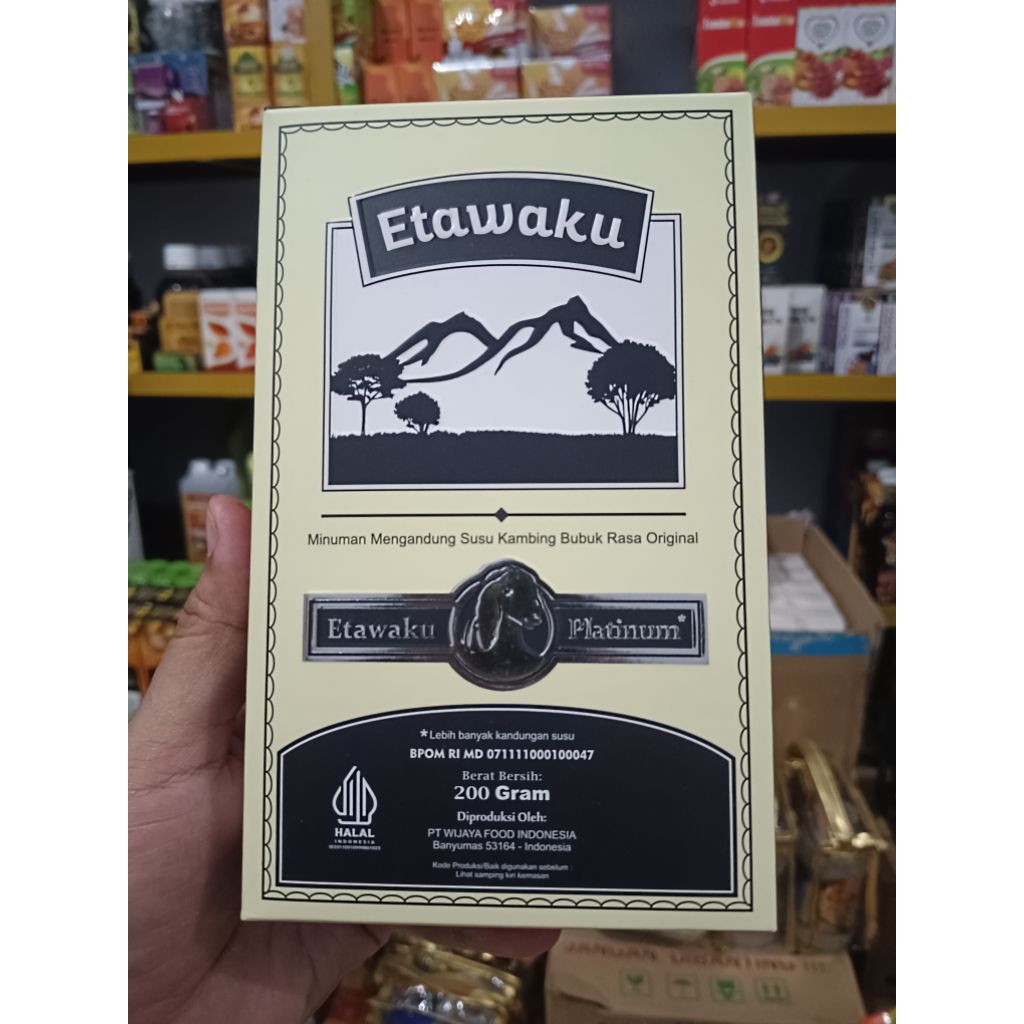 Etawaku
Minuman Mengandung Susu Kambing Bubuk Rasa Original
Etawaku Platinum*
*Lebih banyak kandungan susu
BPOM RI MD 071111000100047
Berat Bersih:
200 Gram
Diproduksi Oleh:
PT WIJAYA FOOD INDONESIA
Banyumas 53164 - Indonesia
Kode Produksi/Baik digunakan sebelum :
Lihat samping kiri kemasan
HALAL
INDONESIA
JANGAN DIBANTING !!!